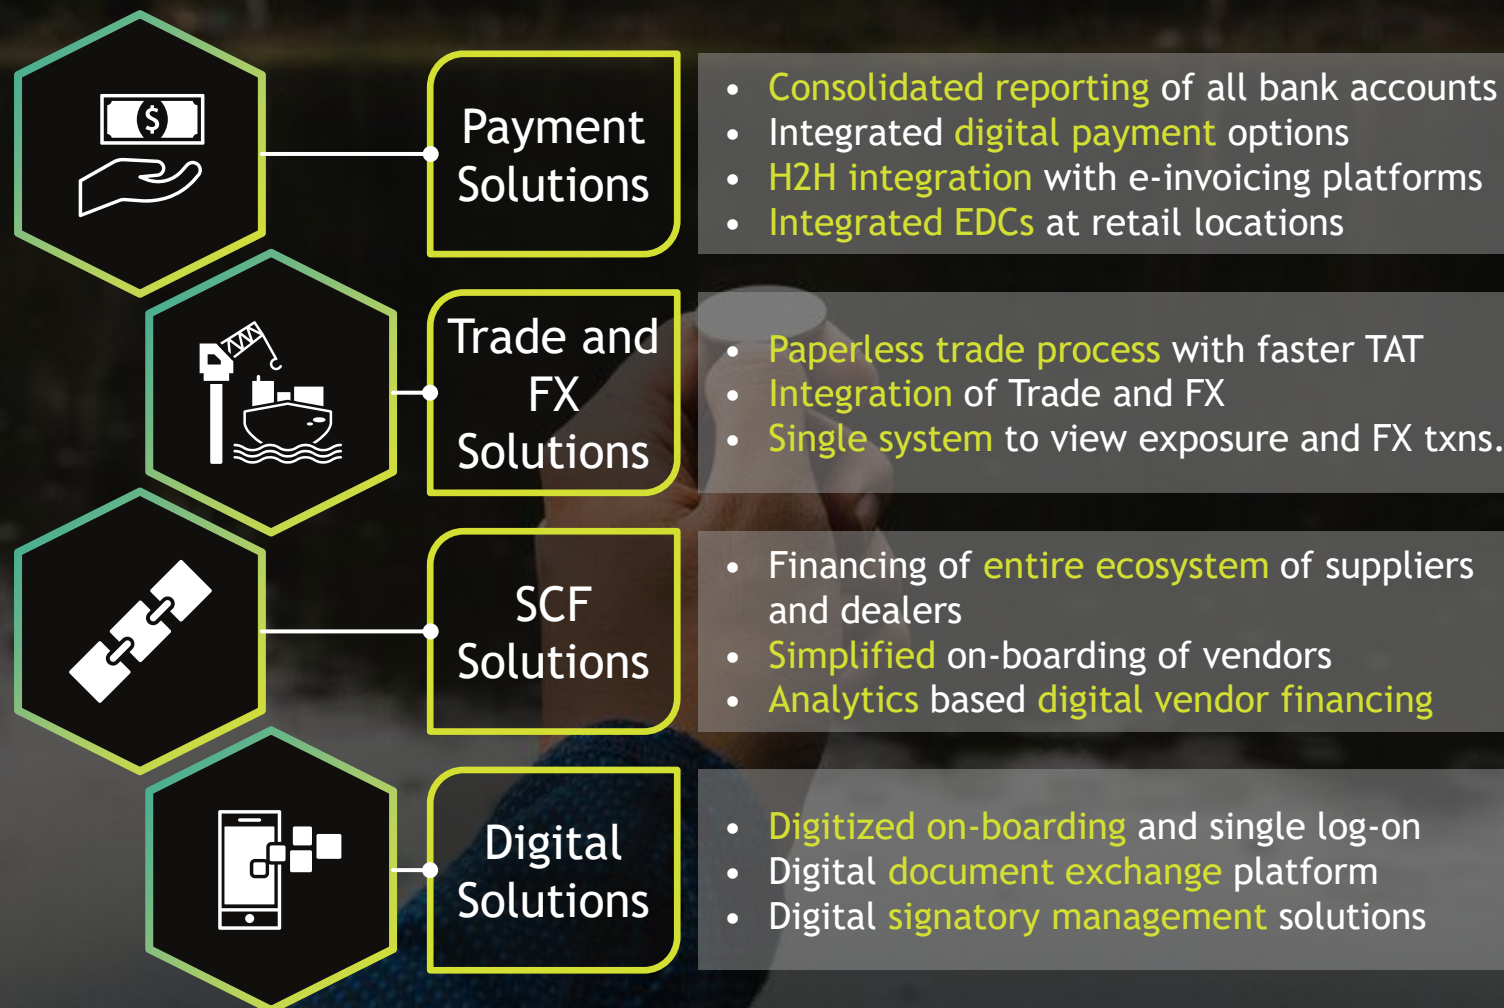 Payment
Solutions
• Consolidated reporting of all bank accounts
• Integrated digital payment options
• H2H integration with e-invoicing platforms
• Integrated EDCs at retail locations
Trade and
FX
Solutions
• Paperless trade process with faster TAT
• Integration of Trade and FX
• Single system to view exposure and FX txns.
SCF
Solutions
• Financing of entire ecosystem of suppliers
and dealers
• Simplified on-boarding of vendors
• Analytics based digital vendor financing
Digital
Solutions
• Digitized on-boarding and single log-on
• Digital document exchange platform
• Digital signatory management solutions
$